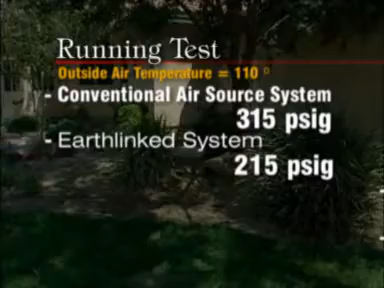 Running Test
Outside Air Temperature = 110 °
- Conventional Air Source System
315 psig
- Earthlinked System
215 psig